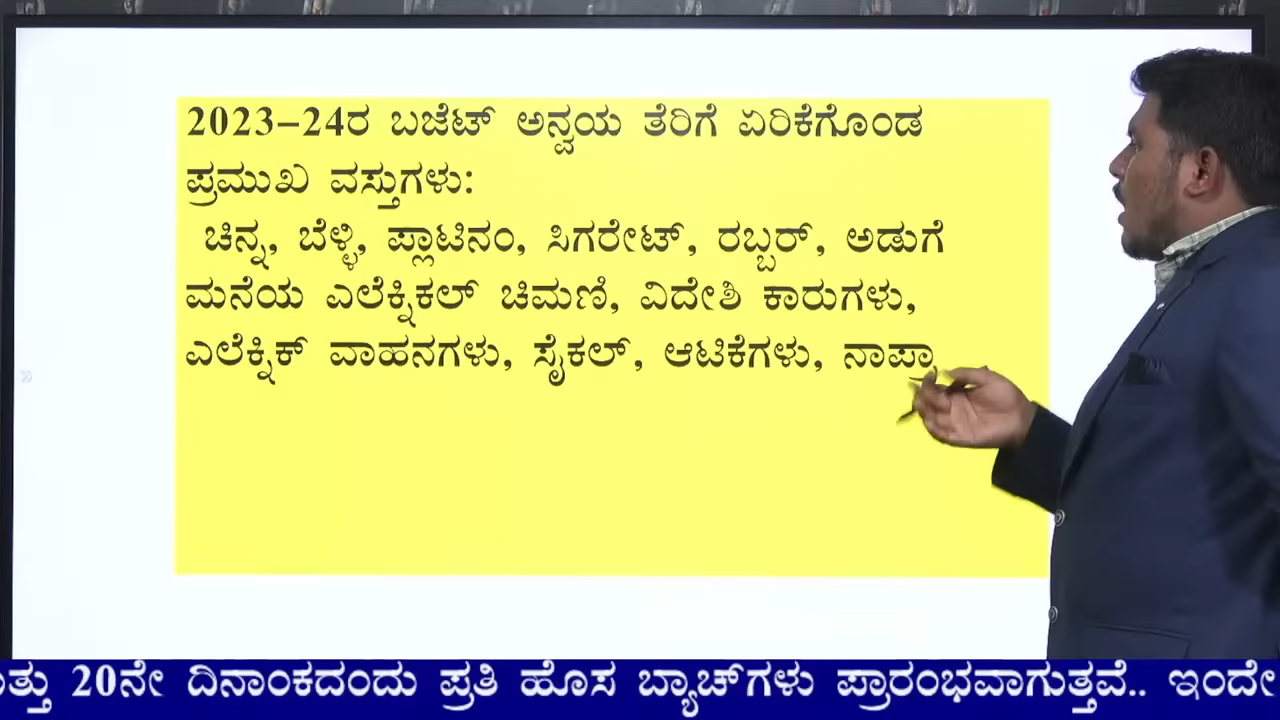 2023–24ರ ಬಜೆಟ್ ಅನ್ವಯ ತೆರಿಗೆ ಏರಿಕೆಗೊಂಡ
ಪ್ರಮುಖ ವಸ್ತುಗಳು:
ಚಿನ್ನ, ಬೆಳ್ಳಿ, ಪ್ಲಾಟಿನಂ, ಸಿಗರೇಟ್, ರಬ್ಬರ್, ಅಡುಗೆ
ಮನೆಯ ಎಲೆಕ್ನಿಕಲ್ ಚಿಮಣಿ, ವಿದೇಶಿ ಕಾರುಗಳು,
ಎಲೆಕ್ನಿಕ್ ವಾಹನಗಳು, ಸೈಕಲ್, ಆಟಿಕೆಗಳು,
20ನೇ ದಿನಾಂಕದಂದು ಪ್ರತಿ ಹೊಸ ಬ್ಯಾಚ್‌ಗಳು ಪ್ರಾರಂಭವಾಗುತ್ತವೆ.. ಇಂದೇ